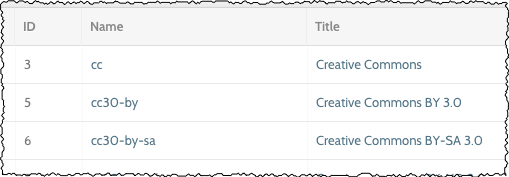 ID Name Title
3 cc Creative Commons
5 cc30-by Creative Commons BY 3.0
6 cc30-by-sa Creative Commons BY-SA 3.0